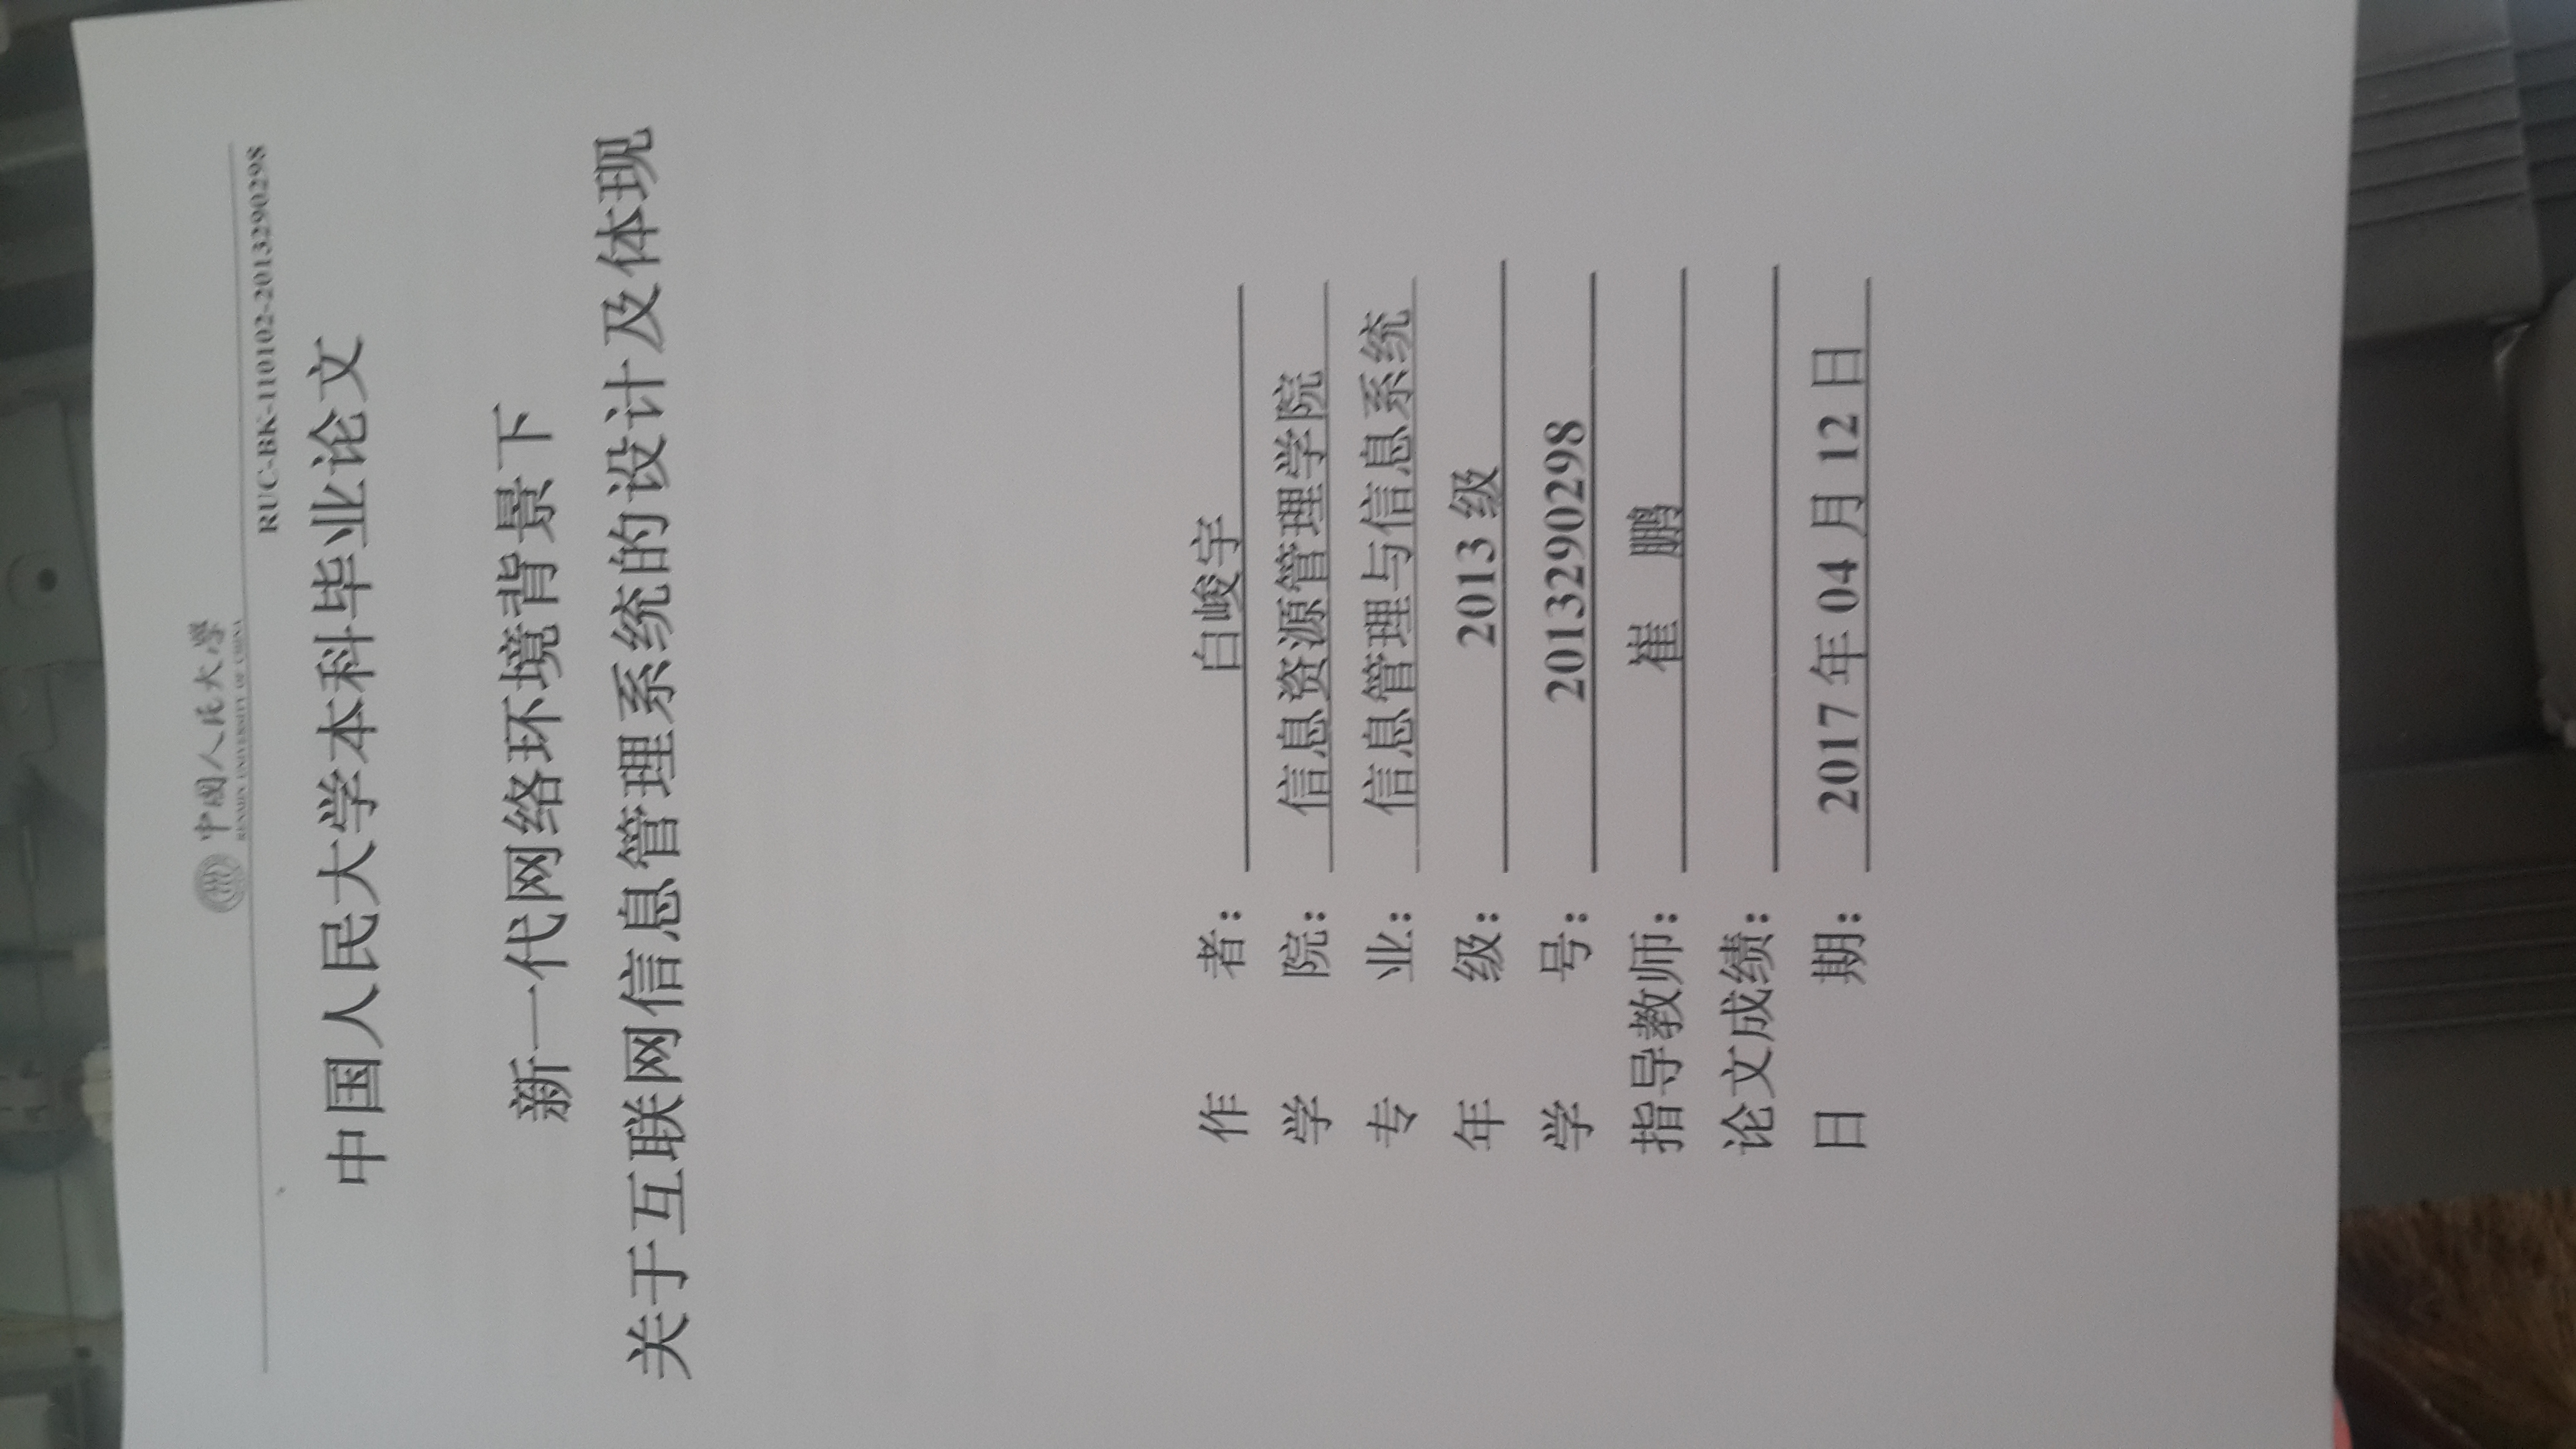 中国人民大学
RENMIN UNIVERSITY OF CHINA
RUC-BK-110102-2013290298
中国人民大学本科毕业论文
新一代网络环境背景下
关于互联网信息管理系统的设计及体现
作 者： 白峻宇
学 院： 信息资源管理学院
专 业： 信息管理与信息系统
年 级： 2013 级
学 号： 2013290298
指导教师： 崔 鹏
论文成绩：
日 期： 2017 年 04 月 12 日